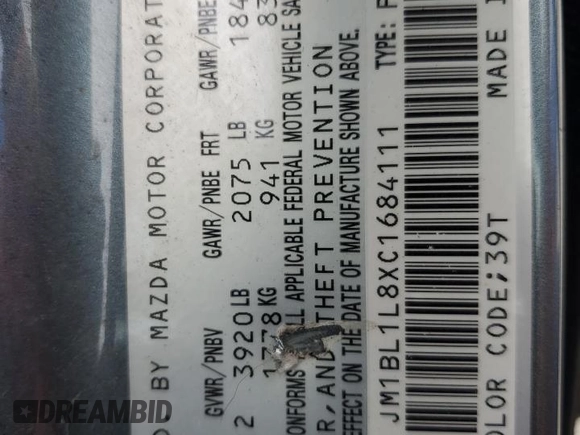 BY MAZDA MOTOR CORPORAT
GVWR/PNBV GAWR/PNBE FRT GAWR/PNBE
2 3920LB 2075 LB 184
1778KG 941 KG 83
ONFORMS ALL APPLICABLE FEDERAL MOTOR VEHICLE SA
R, AND THEFT PREVENTION
EFFECT ON THE DATE OF MANUFACTURE SHOWN ABOVE.
JM1BL1L8XC1684111 TYPE: P
OLOR CODE;39T MADE I
DREAMBID